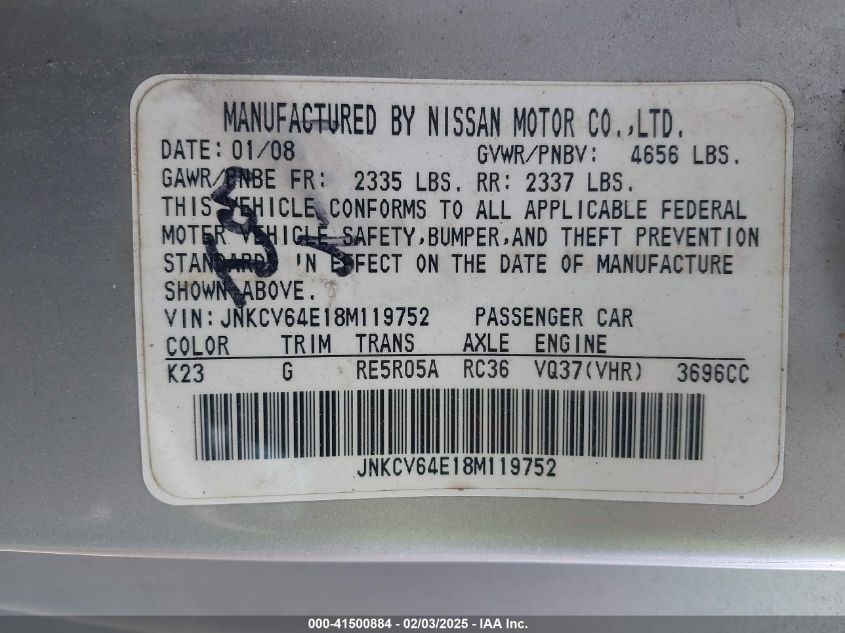 MANUFACTURED BY NISSAN MOTOR CO.,LTD.
DATE: 01/08 GVWR/PNBV: 4656 LBS.
GAWR/PNBE FR: 2335 LBS. RR: 2337 LBS.
THIS VEHICLE CONFORMS TO ALL APPLICABLE FEDERAL
MOTER VEHICLE SAFETY,BUMPER,AND THEFT PREVENTION
STANDARDS IN EFFECT ON THE DATE OF MANUFACTURE
SHOWN ABOVE.
VIN: JNKCV64E18M119752 PASSENGER CAR
COLOR TRIM TRANS AXLE ENGINE
K23 G RE5R05A RC36 VQ37(VHR) 3696CC
JNKCV64E18M119752
000-41500884 - 02/03/2025 - IAA Inc.